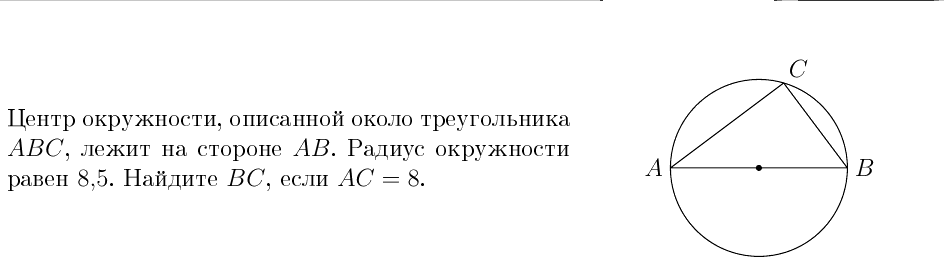 Центр окружности, описанной около треугольника
ABC, лежит на стороне AB. Радиус окружности
равен 8,5. Найдите BC, если AC = 8.
C
A
B